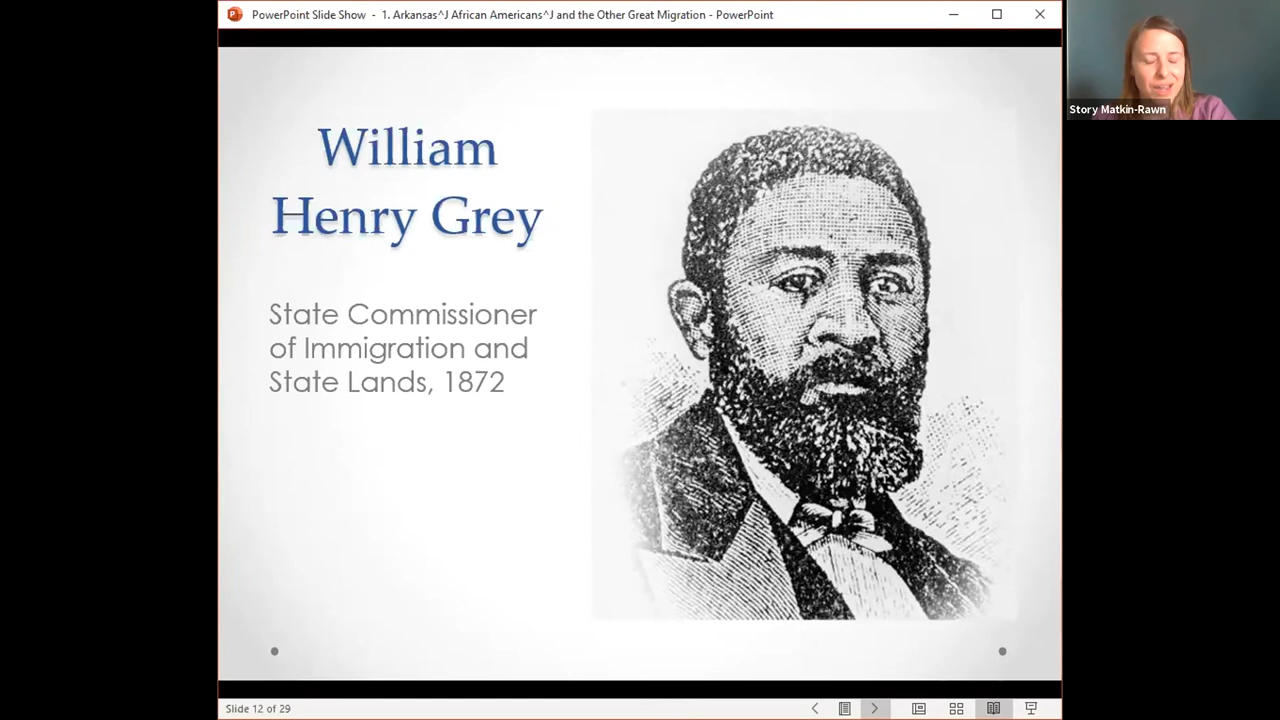 PowerPoint Slide Show - 1. Arkansas^J African Americans^J and the Other Great Migration - PowerPoint
Story Matkin-Rawn
William
Henry Grey
State Commissioner
of Immigration and
State Lands, 1872
Slide 12 of 29